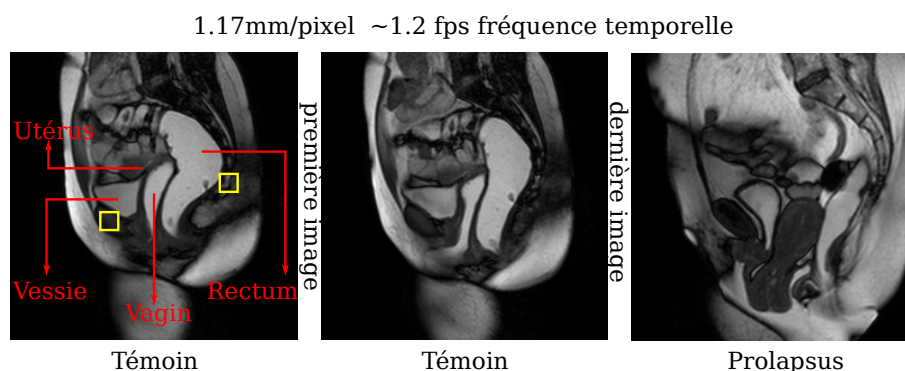 1.17mm/pixel ~1.2 fps fréquence temporelle
Utérus
Vessie
Vagin
Rectum
première image
dernière image
Témoin
Témoin
Prolapsus